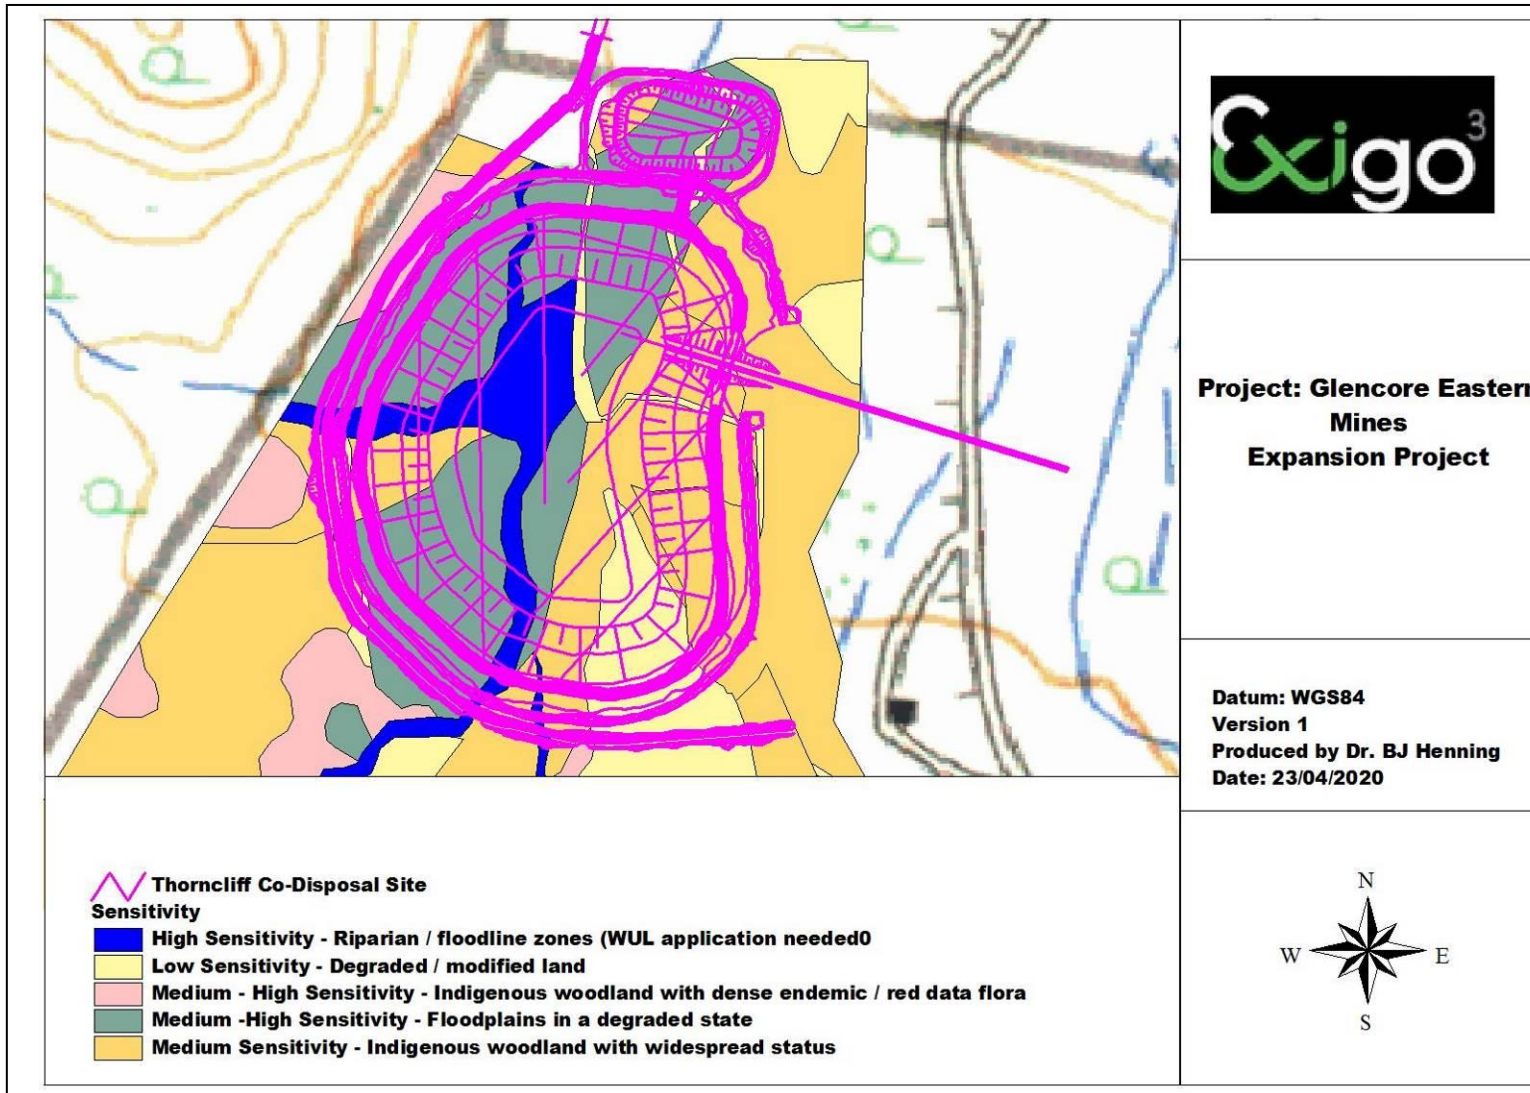 Exigo3
Project: Glencore Eastern
Mines
Expansion Project
Datum: WGS84
Version 1
Produced by Dr. BJ Henning
Date: 23/04/2020
N
W E
S
Thorncliff Co-Disposal Site
Sensitivity
High Sensitivity - Riparian / floodline zones (WUL application needed0
Low Sensitivity - Degraded / modified land
Medium - High Sensitivity - Indigenous woodland with dense endemic / red data flora
Medium -High Sensitivity - Floodplains in a degraded state
Medium Sensitivity - Indigenous woodland with widespread status